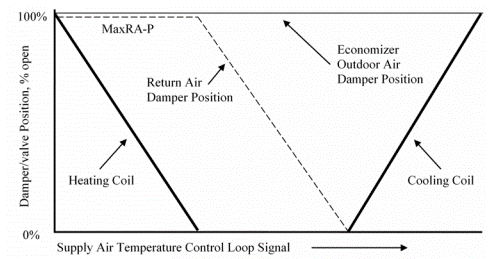 100%
MaxRA-P
Economizer
Outdoor Air
Damper Position
Return Air
Damper Position
Damper/valve Position, % open
Heating Coil
Cooling Coil
0%
Supply Air Temperature Control Loop Signal